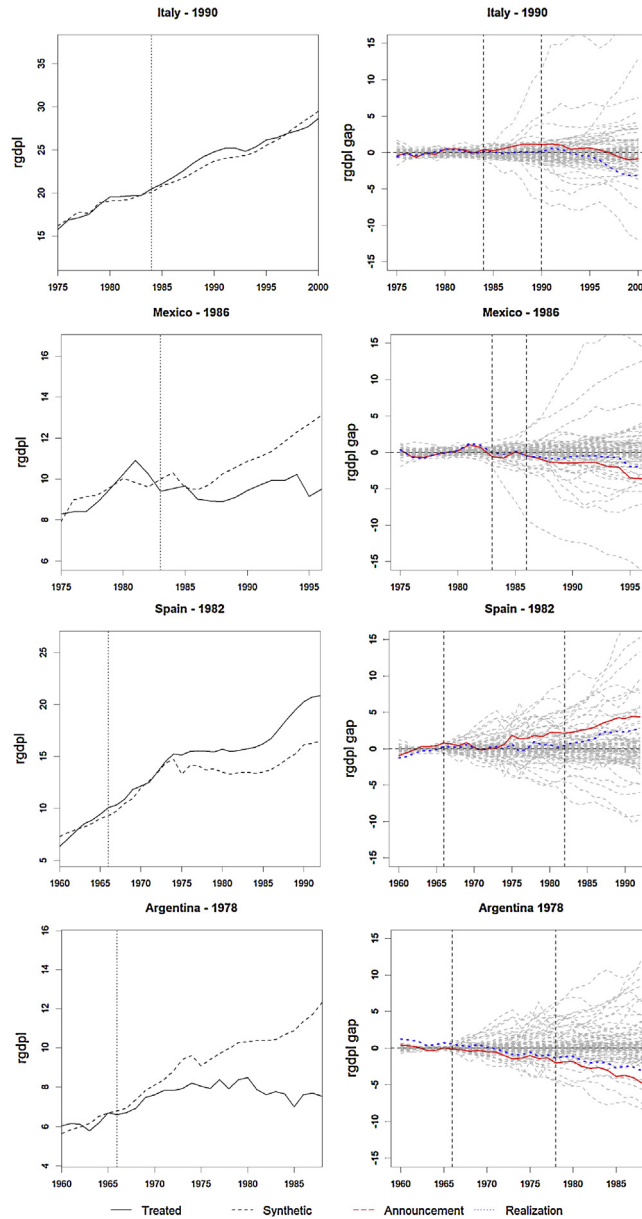 Italy - 1990
Italy - 1990
rgdpl
35
30
25
20
15
1975 1980 1985 1990 1995 2000
rgdpl gap
15
10
5
0
-5
-10
-15
1975 1980 1985 1990 1995 2000
Mexico - 1986
Mexico - 1986
rgdpl
16
14
12
10
8
6
1975 1980 1985 1990 1995
rgdpl gap
15
10
5
0
-5
-10
-15
1975 1980 1985 1990 1995
Spain - 1982
Spain - 1982
rgdpl
25
20
15
10
5
1960 1965 1970 1975 1980 1985 1990
rgdpl gap
15
10
5
0
-5
-10
-15
1960 1965 1970 1975 1980 1985 1990
Argentina - 1978
Argentina 1978
rgdpl
16
14
12
10
8
6
4
1960 1965 1970 1975 1980 1985
rgdpl gap
15
10
5
0
-5
-10
-15
1960 1965 1970 1975 1980 1985
Treated Synthetic Announcement Realization